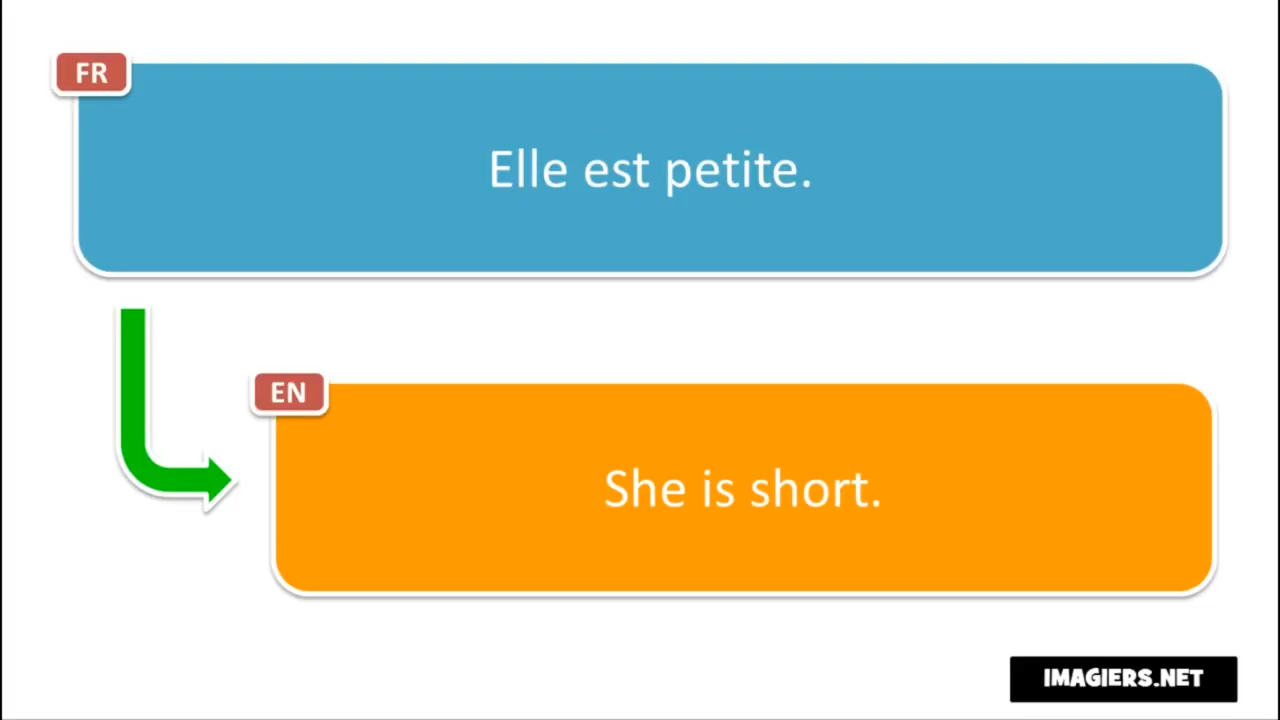 FR
Elle est petite.
EN
She is short.
IMAGIERS.NET